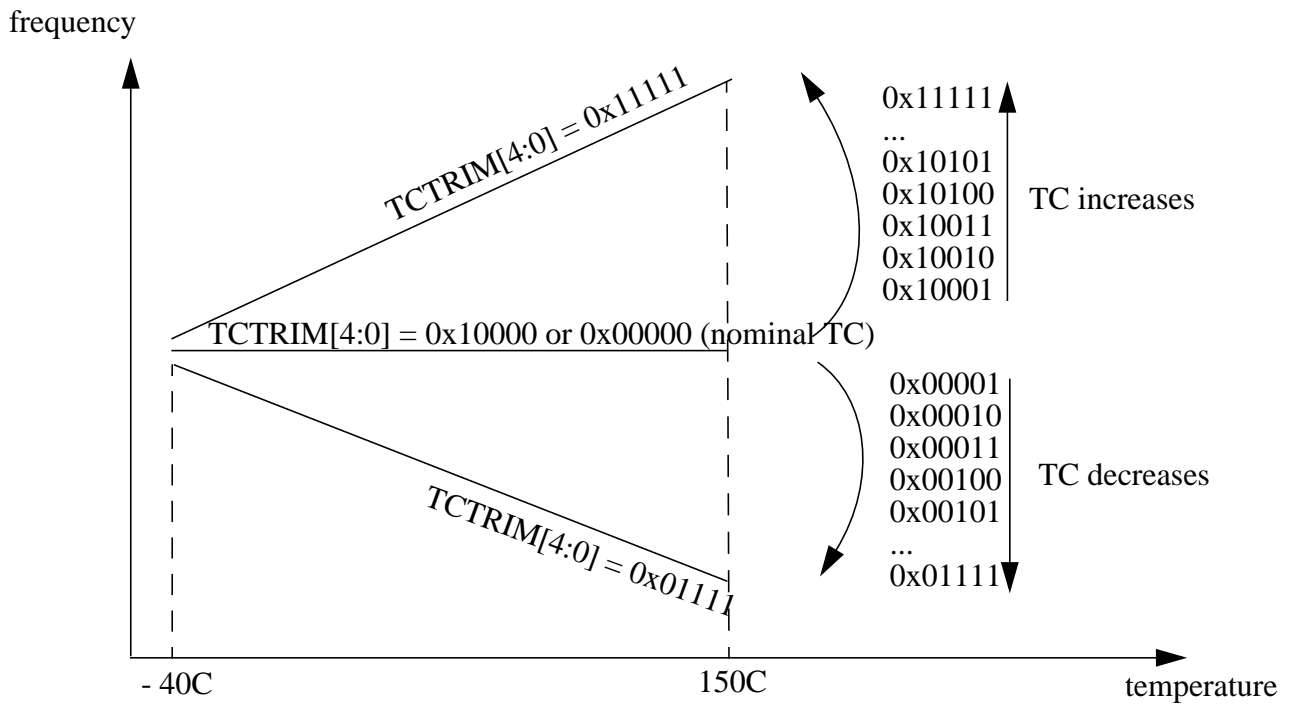 frequency
TCTRIM[4:0] = 0x11111
0x11111
...
0x10101
0x10100
0x10011
0x10010
0x10001
TC increases
TCTRIM[4:0] = 0x10000 or 0x00000 (nominal TC)
0x00001
0x00010
0x00011
0x00100
0x00101
...
0x01111
TC decreases
TCTRIM[4:0] = 0x01111
- 40C
150C
temperature